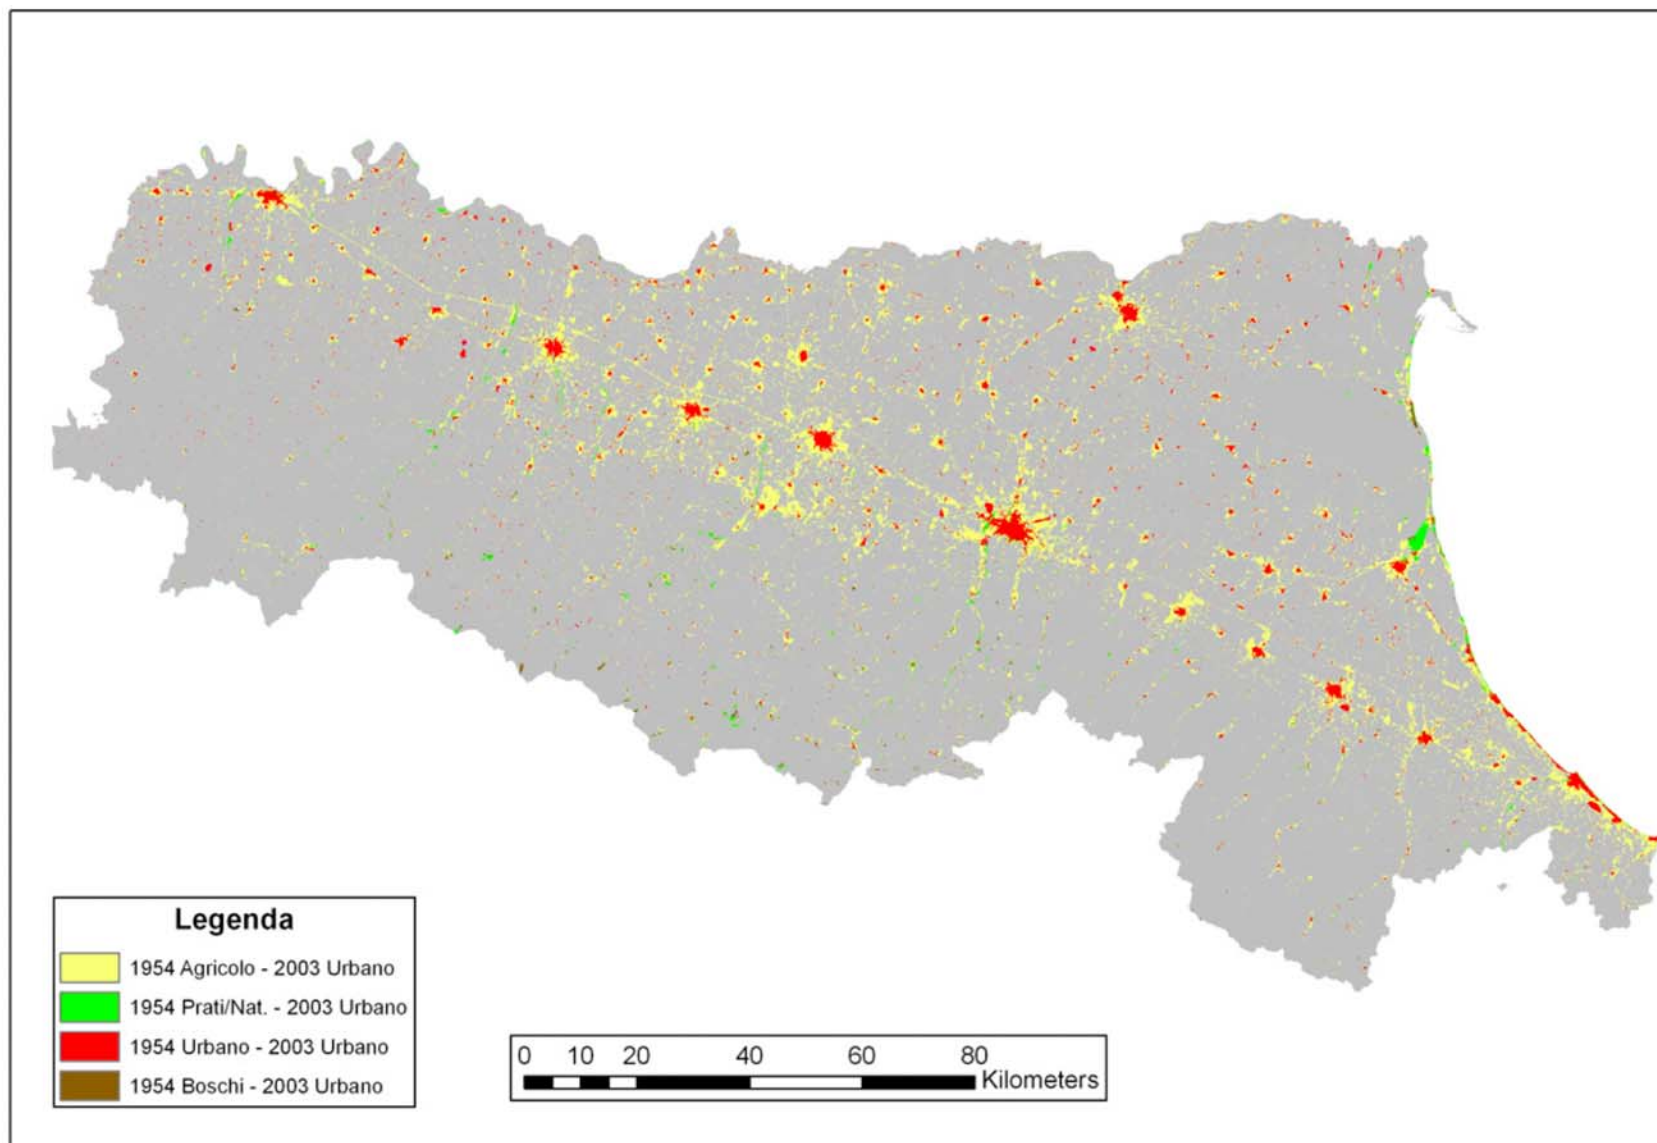 Legenda
1954 Agricolo - 2003 Urbano
1954 Prati/Nat. - 2003 Urbano
1954 Urbano - 2003 Urbano
1954 Boschi - 2003 Urbano
0 10 20 40 60 80
Kilometers